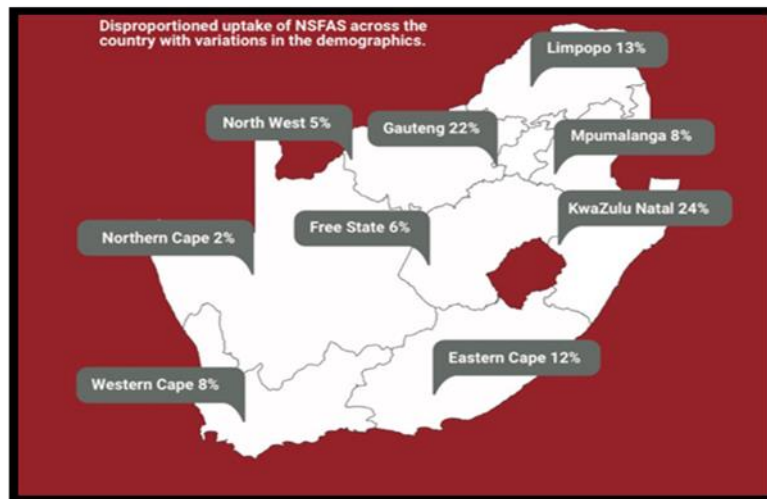 Disproportioned uptake of NSFAS across the
country with variations in the demographics.
Limpopo 13%
North West 5%
Gauteng 22%
Mpumalanga 8%
KwaZulu Natal 24%
Northern Cape 2%
Free State 6%
Eastern Cape 12%
Western Cape 8%